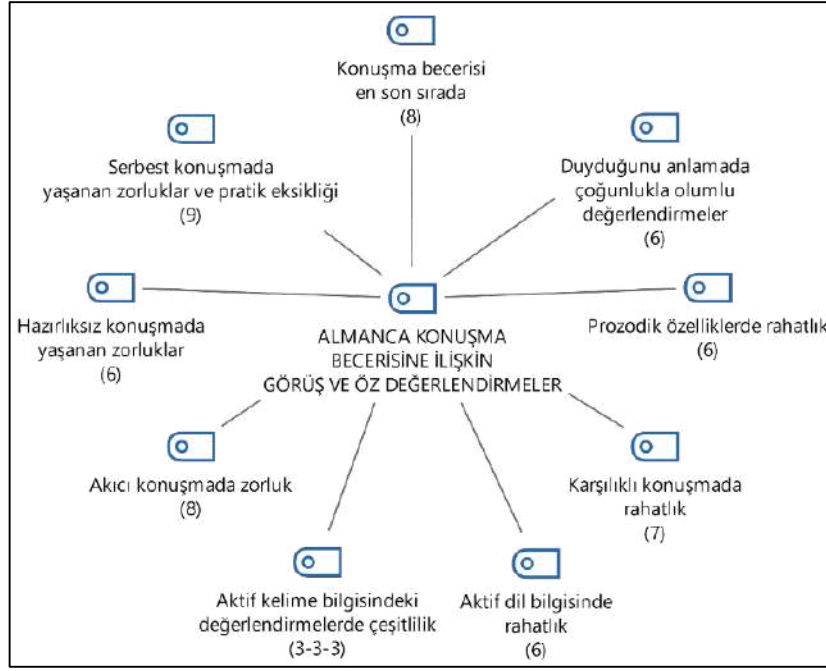 Konuşma becerisi
en son sırada
(8)
Serbest konuşmada
yaşanan zorluklar ve pratik eksikliği
(9)
Duyduğunu anlamada
çoğunlukla olumlu
değerlendirmeler
(6)
Hazırlıksız konuşmada
yaşanan zorluklar
(6)
ALMANCA KONUŞMA
BECERİSİNE İLİŞKİN
GÖRÜŞ VE ÖZ DEĞERLENDİRMELER
Prozodik özelliklerde rahatlık
(6)
Akıcı konuşmada zorluk
(8)
Karşılıklı konuşmada
rahatlık
(7)
Aktif kelime bilgisindeki
değerlendirmelerde çeşitlilik
(3-3-3)
Aktif dil bilgisinde
rahatlık
(6)